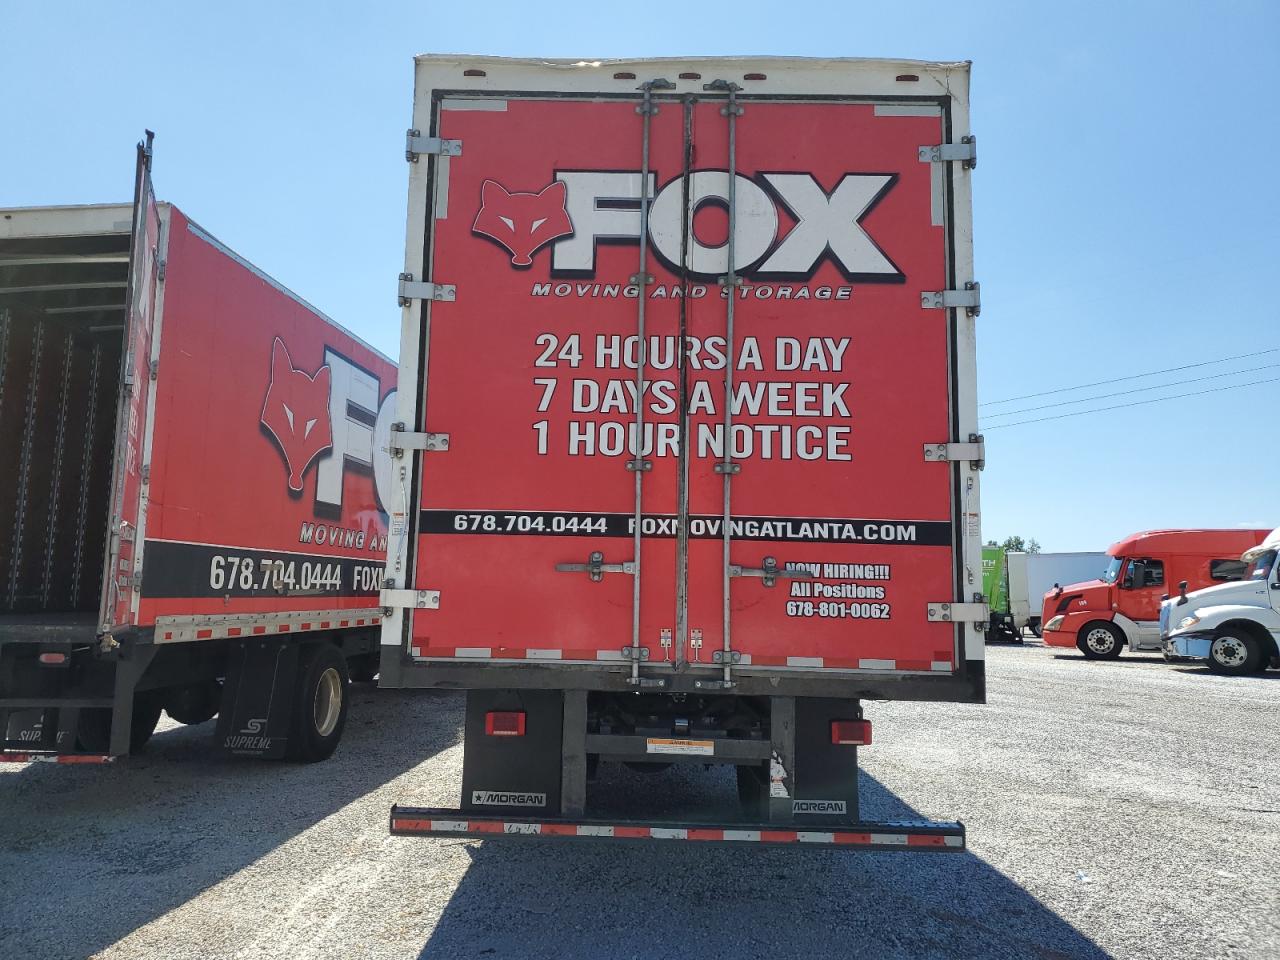 FOX
MOVING AND STORAGE
24 HOURS A DAY
7 DAYS A WEEK
1 HOUR NOTICE
678.704.0444 FOXMOVINGATLANTA.COM
NOW HIRING!!!
All Positions
678-801-0062
MORGAN
MORGAN
FO
MOVING AN
678.704.0444 FOX
SUPREME
SUPREME